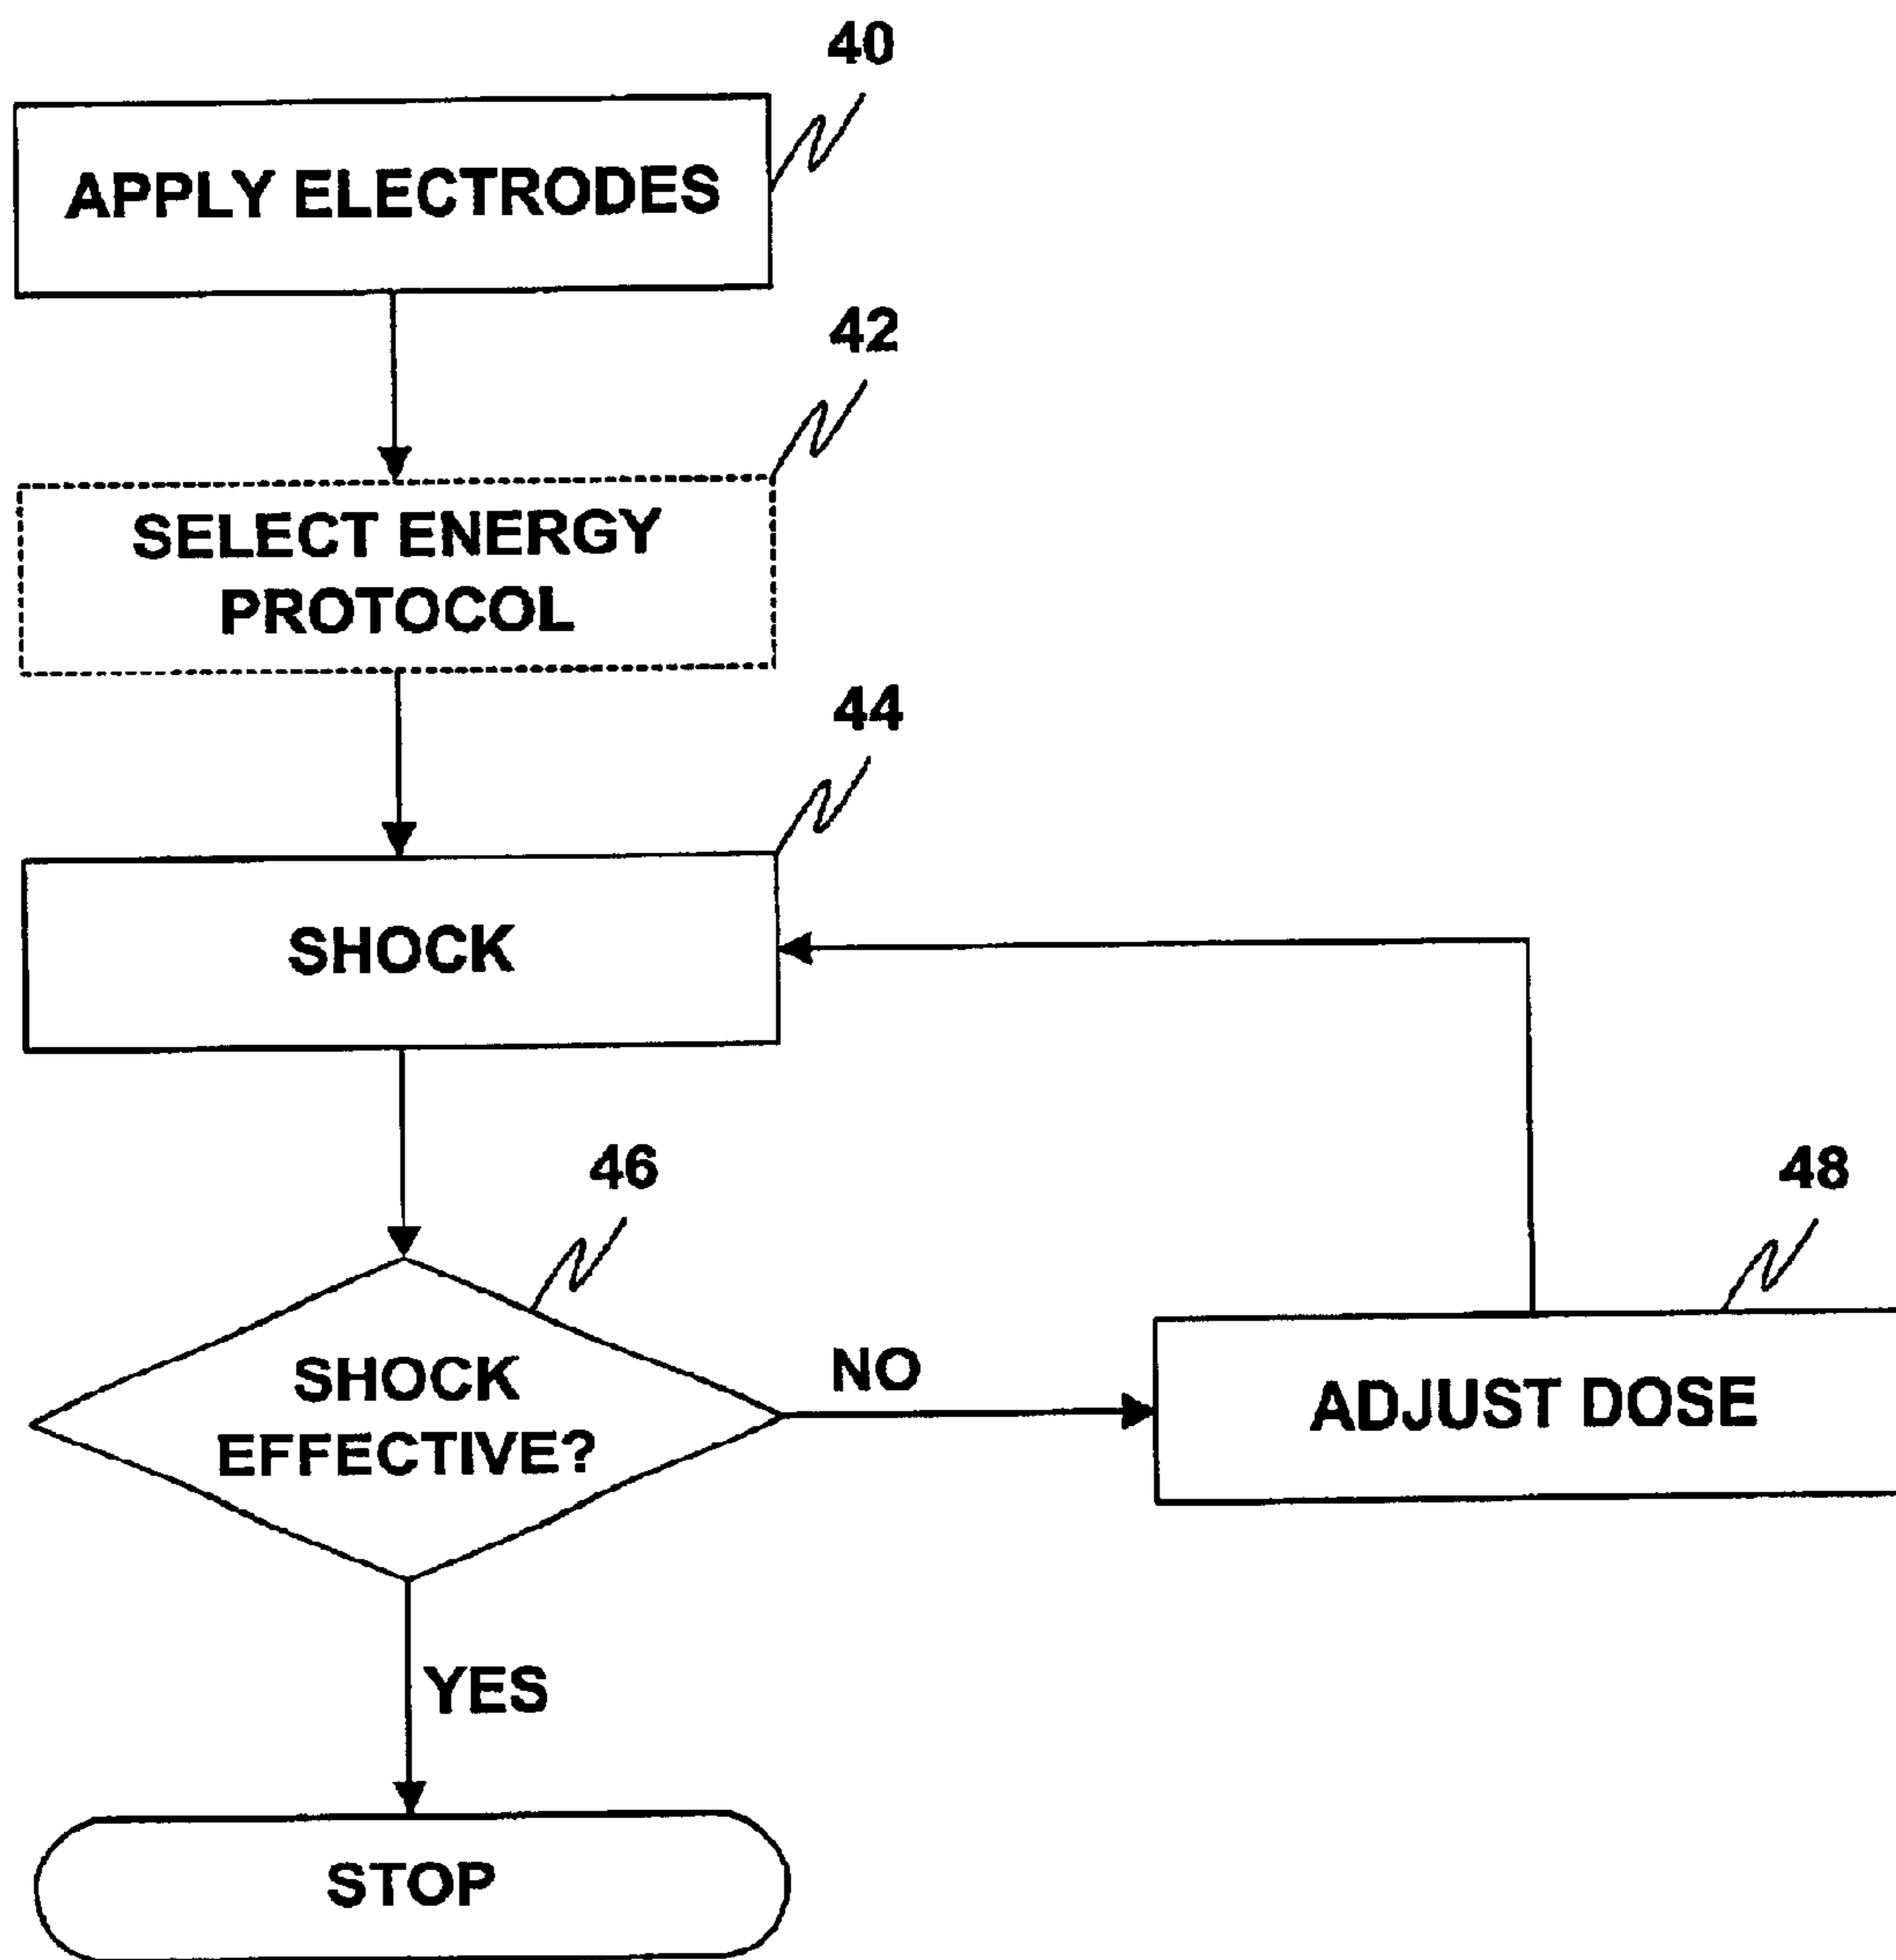 40
APPLY ELECTRODES
42
SELECT ENERGY
PROTOCOL
44
SHOCK
46
48
SHOCK
EFFECTIVE?
NO
ADJUST DOSE
YES
STOP